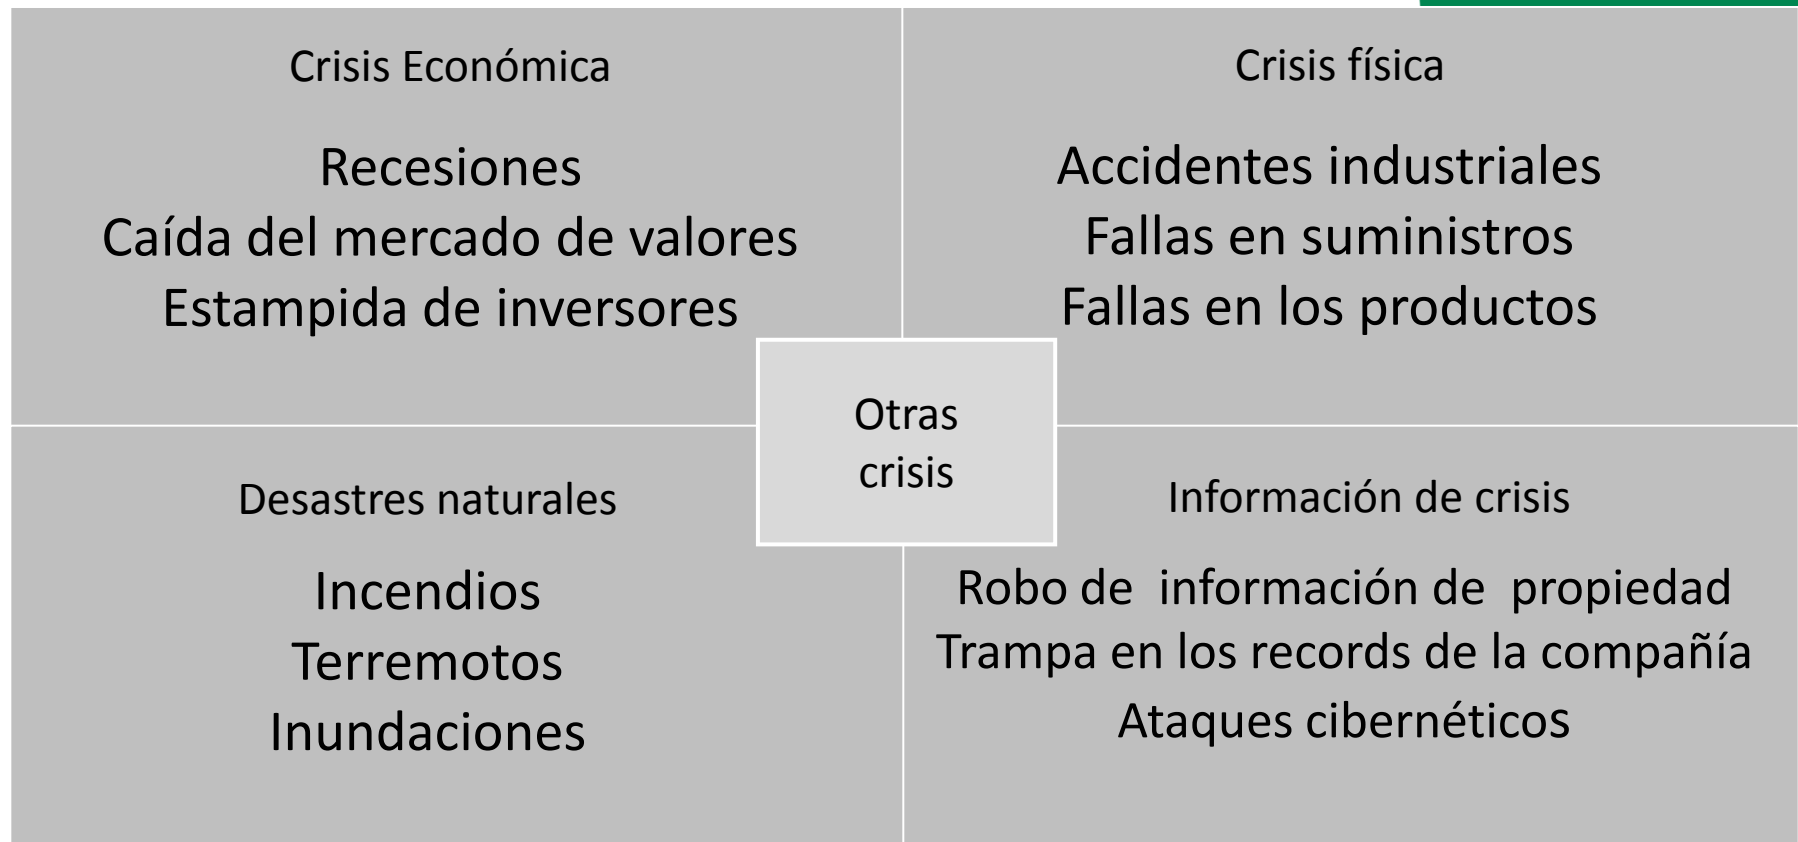 Crisis Económica
Recesiones
Caída del mercado de valores
Estampida de inversores
Crisis física
Accidentes industriales
Fallas en suministros
Fallas en los productos
Otras
crisis
Desastres naturales
Incendios
Terremotos
Inundaciones
Información de crisis
Robo de  información de  propiedad
Trampa en los records de la compañía
Ataques cibernéticos